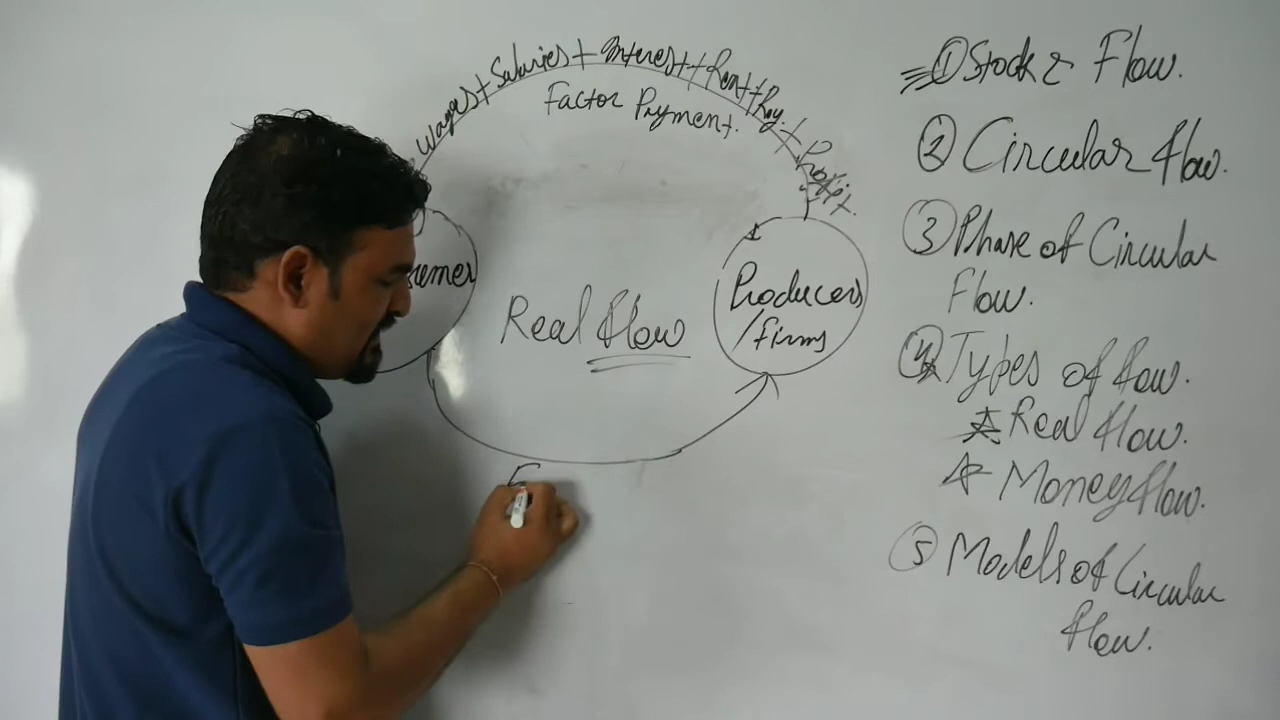 Wages + Salaries + Interest + Rent + Roy. + Profit.
Factor Payment.
umer
Real flow
Producers
/firms
① Stock & Flow.
② Circular flow.
③ Phase of Circular
Flow.
④ Types of flow.
Real flow.
Money flow.
⑤ Models of Circular
flow.